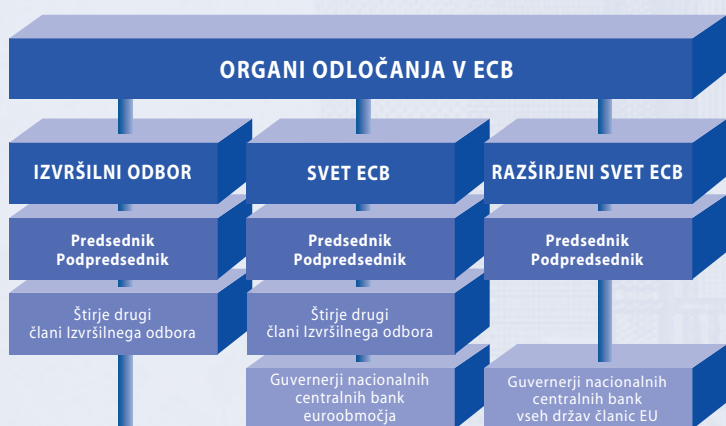 ORGANI ODLOČANJA V ECB
IZVRŠILNI ODBOR
Predsednik
Podpredsednik
Štirje drugi
člani Izvršilnega odbora
SVET ECB
Predsednik
Podpredsednik
Štirje drugi
člani Izvršilnega odbora
Guvernerji nacionalnih
centralnih bank
euroobmočja
RAZŠIRJENI SVET ECB
Predsednik
Podpredsednik
Guvernerji nacionalnih
centralnih bank
vseh držav članic EU